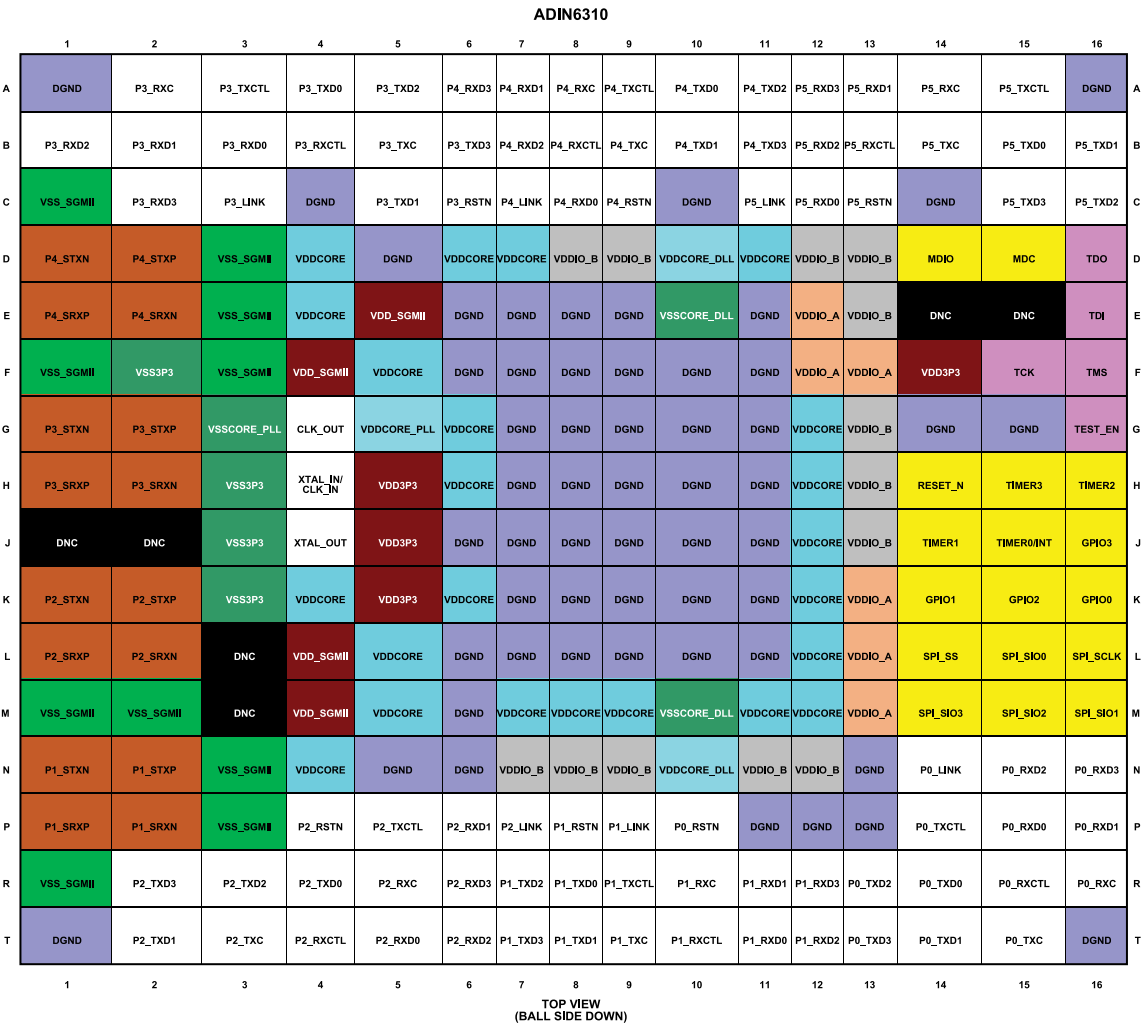 ADIN6310
1 2 3 4 5 6 7 8 9 10 11 12 13 14 15 16
A DGND P3_RXC P3_TXCTL P3_TXD0 P3_TXD2 P4_RXD3 P4_RXD1 P4_RXC P4_TXCTL P4_TXD0 P4_TXD2 P5_RXD3 P5_RXD1 P5_RXC P5_TXCTL DGND A
B P3_RXD2 P3_RXD1 P3_RXD0 P3_RXCTL P3_TXC P3_TXD3 P4_RXD2 P4_RXCTL P4_TXC P4_TXD1 P4_TXD3 P5_RXD2 P5_RXCTL P5_TXC P5_TXD0 P5_TXD1 B
C VSS_SGMII P3_RXD3 P3_LINK DGND P3_TXD1 P3_RSTN P4_LINK P4_RXD0 P4_RSTN DGND P5_LINK P5_RXD0 P5_RSTN DGND P5_TXD3 P5_TXD2 C
D P4_STXN P4_STXP VSS_SGMII VDDCORE DGND VDDCORE VDDCORE VDDIO_B VDDIO_B VDDCORE_DLL VDDCORE VDDIO_B VDDIO_B MDIO MDC TDO D
E P4_SRXP P4_SRXN VSS_SGMII VDDCORE VDD_SGMII DGND DGND DGND DGND VSSCORE_DLL DGND VDDIO_A VDDIO_B DNC DNC TDI E
F VSS_SGMII VSS3P3 VSS_SGMII VDD_SGMII VDDCORE DGND DGND DGND DGND DGND DGND VDDIO_A VDDIO_A VDD3P3 TCK TMS F
G P3_STXN P3_STXP VSSCORE_PLL CLK_OUT VDDCORE_PLL VDDCORE DGND DGND DGND DGND DGND VDDCORE VDDIO_B DGND DGND TEST_EN G
H P3_SRXP P3_SRXN VSS3P3 XTAL_IN/ CLK_IN VDD3P3 VDDCORE DGND DGND DGND DGND DGND VDDCORE VDDIO_B RESET_N TIMER3 TIMER2 H
J DNC DNC VSS3P3 XTAL_OUT VDD3P3 DGND DGND DGND DGND DGND DGND VDDCORE VDDIO_B TIMER1 TIMER0/INT GPIO3 J
K P2_STXN P2_STXP VSS3P3 VDDCORE VDD3P3 VDDCORE DGND DGND DGND DGND DGND VDDCORE VDDIO_A GPIO1 GPIO2 GPIO0 K
L P2_SRXP P2_SRXN DNC VDD_SGMII VDDCORE DGND DGND DGND DGND DGND DGND VDDCORE VDDIO_A SPI_SS SPI_SIO0 SPI_SCLK L
M VSS_SGMII VSS_SGMII DNC VDD_SGMII VDDCORE DGND VDDCORE VDDCORE VDDCORE VSSCORE_DLL VDDCORE VDDCORE VDDIO_A SPI_SIO3 SPI_SIO2 SPI_SIO1 M
N P1_STXN P1_STXP VSS_SGMII VDDCORE DGND DGND VDDIO_B VDDIO_B VDDIO_B VDDCORE_DLL VDDIO_B VDDIO_B DGND P0_LINK P0_RXD2 P0_RXD3 N
P P1_SRXP P1_SRXN VSS_SGMII P2_RSTN P2_TXCTL P2_RXD1 P2_LINK P1_RSTN P1_LINK P0_RSTN DGND DGND DGND P0_TXCTL P0_RXD0 P0_RXD1 P
R VSS_SGMII P2_TXD3 P2_TXD2 P2_TXD0 P2_RXC P2_RXD3 P1_TXD2 P1_TXD0 P1_TXCTL P1_RXC P1_RXD1 P1_RXD3 P0_TXD2 P0_TXD0 P0_RXCTL P0_RXC R
T DGND P2_TXD1 P2_TXC P2_RXCTL P2_RXD0 P2_RXD2 P1_TXD3 P1_TXD1 P1_TXC P1_RXCTL P1_RXD0 P1_RXD2 P0_TXD3 P0_TXD1 P0_TXC DGND T
1 2 3 4 5 6 7 8 9 10 11 12 13 14 15 16
TOP VIEW
(BALL SIDE DOWN)